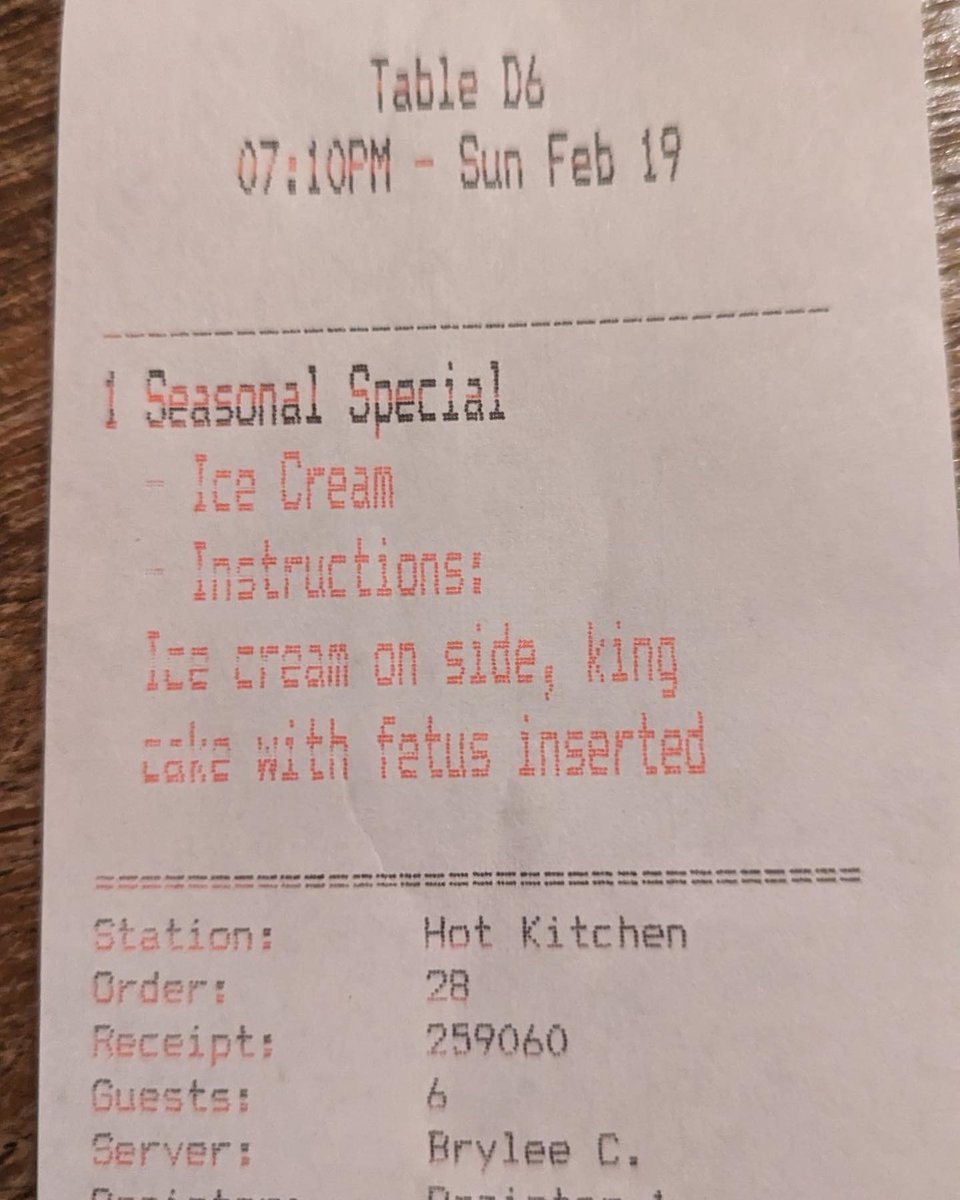 Table D6
07:10PM - Sun Feb 19
1 Seasonal Special
- Ice Cream
- Instructions:
Ice cream on side, king
cake with fetus inserted
Station: Hot Kitchen
Order: 28
Receipt: 259060
Guests: 6
Server: Brylee C.